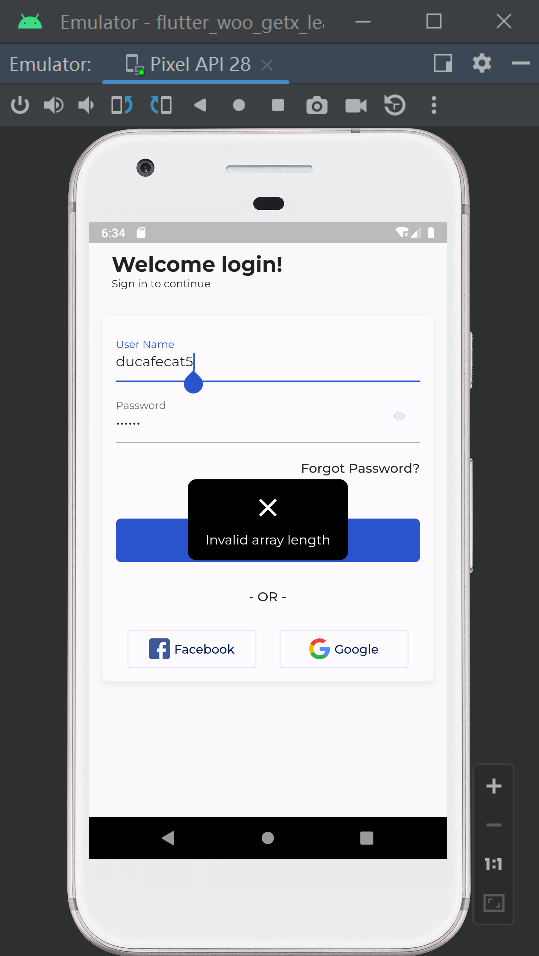 Emulator - flutter_woo_getx_lea
Emulator: Pixel API 28
6:34
Welcome login!
Sign in to continue
User Name
ducafecat5
Password
••••••
Forgot Password?
Invalid array length
- OR -
Facebook Google
1:1